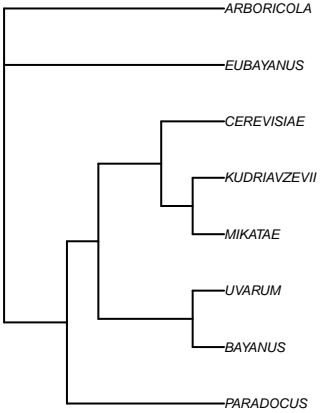 ARBORICOLA
EUBAYANUS
CEREVISIAE
KUDRIAVZEVII
MIKATAE
UVARUM
BAYANUS
PARADOCUS